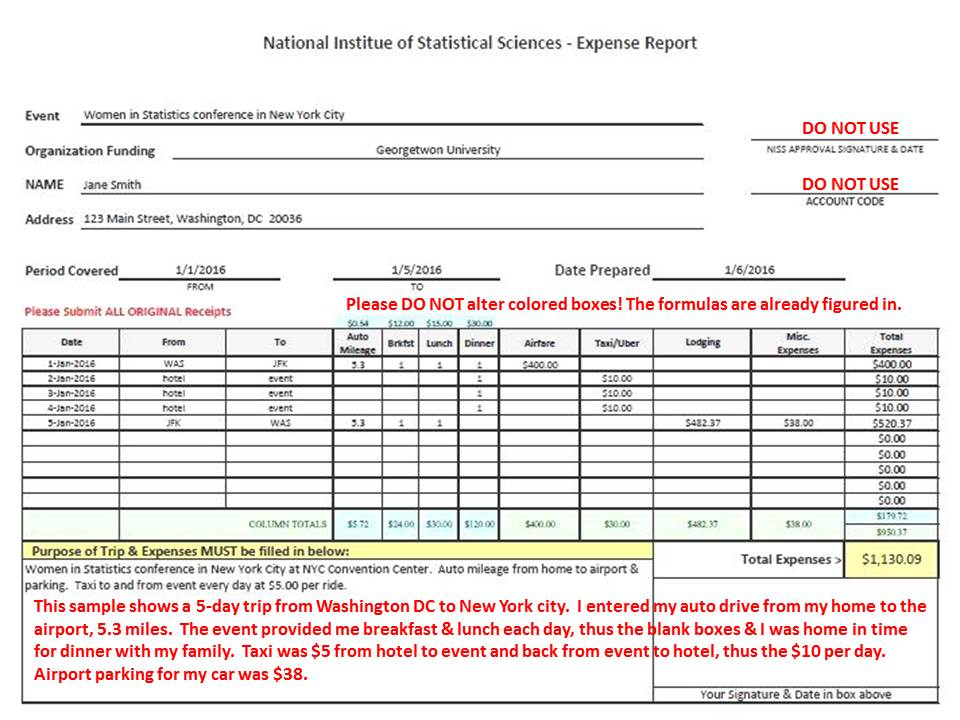 National Institue of Statistical Sciences - Expense Report
Event Women in Statistics conference in New York City
DO NOT USE
Organization Funding Georgetwon University
NISS APPROVAL SIGNATURE & DATE
NAME Jane Smith
DO NOT USE
ACCOUNT CODE
Address 123 Main Street, Washington, DC 20036
Period Covered 1/1/2016 1/5/2016 Date Prepared 1/6/2016
FROM TO
Please Submit ALL ORIGINAL Receipts
Please DO NOT alter colored boxes! The formulas are already figured in.
$0.54 $12.00 $15.00 $30.00
Date From To Auto Mileage Brkfst Lunch Dinner Airfare Taxi/Uber Lodging Misc. Expenses Total Expenses
1-Jan-2016 WAS JFK 5.3 1 1 1 $400.00 $400.00
2-Jan-2016 hotel event 1 $10.00 $10.00
3-Jan-2016 hotel event 1 $10.00 $10.00
4-Jan-2016 hotel event 1 $10.00 $10.00
5-Jan-2016 JFK WAS 5.3 1 1 $482.37 $38.00 $520.37
$0.00
$0.00
$0.00
$0.00
$0.00
COLUMN TOTALS $5.72 $24.00 $30.00 $120.00 $400.00 $30.00 $482.37 $38.00 $179.72
$950.37
Purpose of Trip & Expenses MUST be filled in below:
Total Expenses > $1,130.09
Women in Statistics conference in New York City at NYC Convention Center. Auto mileage from home to airport &
parking. Taxi to and from event every day at $5.00 per ride.
This sample shows a 5-day trip from Washington DC to New York city. I entered my auto drive from my home to the
airport, 5.3 miles. The event provided me breakfast & lunch each day, thus the blank boxes & I was home in time
for dinner with my family. Taxi was $5 from hotel to event and back from event to hotel, thus the $10 per day.
Airport parking for my car was $38.
Your Signature & Date in box above